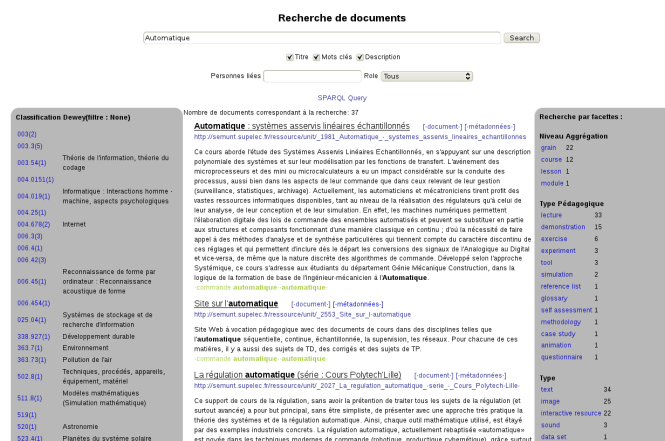 Recherche de documents
Automatique
Search
Titre Mots clés Description
Personnes liées Role Tous
SPARQL Query
Classification Dewey(filtre : None)
003(2)
003.3(5)
003.54(1) Théorie de l'information, théorie du codage
004.0151(1)
004.019(1) Informatique : Interactions homme - machine, aspects psychologiques
004.25(1)
004.678(2) Internet
006.3(3)
006.4(1)
006.42(3)
006.45(1) Reconnaissance de forme par ordinateur : Reconnaissance acoustique de forme
006.454(1)
025.04(1) Systèmes de stockage et de recherche d'information
338.927(1) Développement durable
363.7(1) Environnement
363.73(1) Pollution de l'air
502.8(1) Techniques, procédés, appareils, équipement, matériel
511.8(1) Modèles mathématiques (Simulation mathématique)
519(1)
520(1) Astronomie
523.4(1) Planètes du système solaire
Nombre de documents correspondant à la recherche: 37
Automatique : systèmes asservis linéaires échantillonnés [-document-] [-métadonnées-]
http://semunt.supelec.fr/ressource/unit/_1981_Automatique_-_systemes_asservis_lineaires_echantillonnes
Ce cours aborde l'étude des Systèmes Asservis Linéaires Echantillonnés, en s'appuyant sur une description
polynomiale des systèmes et sur leur modélisation par les fonctions de transfert. L'avènement des
microprocesseurs et des mini ou microcalculateurs a eu un impact considérable sur la conduite des
processus, aussi bien dans les aspects de leur commande que dans ceux relevant de leur gestion
(surveillance, statistiques, archivage). Actuellement, les automaticiens et mécatroniciens tirent profit des
vastes ressources informatiques disponibles, tant au niveau de la réalisation des régulateurs qu'à celui de
leur analyse, de leur conception et de leur simulation. En effet, les machines numériques permettent
l'élaboration digitale des lois de commande des ensembles automatisés et peuvent se substituer en partie
aux structures et composants fonctionnant d'une manière classique en continu ; d'où la nécessité de faire
appel à des méthodes d'analyse et de synthèse particulières qui tiennent compte du caractère discontinu de
ces réglages et qui permettent d'inclure dès le départ les conversions des signaux de l'Analogique au Digital
et vice-versa, de même que la nature discrète des algorithmes de commande. Développé selon l'approche
Systémique, ce cours s'adresse aux étudiants du département Génie Mécanique Construction, dans la
logique de la formation de base de l'ingénieur-mécanicien à l'Automatique.
-commande automatique--automatique-
Site sur l'automatique [-document-] [-métadonnées-]
http://semunt.supelec.fr/ressource/unit/_2553_Site_sur_l-automatique
Site Web à vocation pédagogique avec des documents de cours dans des disciplines telles que
l'automatique séquentielle, continue, échantillonnée, la supervision, les réseaux. Pour chacune de ces
matières, il y a aussi des sujets de TD, des corrigés et des sujets de TP.
-commande automatique--automatique-
La régulation automatique (série : Cours Polytech'Lille) [-document-] [-métadonnées-]
http://semunt.supelec.fr/ressource/unit/_2027_La_regulation_automatique_-serie_-_Cours_Polytech-Lille-
Ce support de cours de la régulation, sans avoir la prétention de traiter tous les sujets de la régulation (et
surtout avancée) a pour but principal, sans être simpliste, de présenter avec une approche très pratique la
théorie des systèmes et de la régulation automatique. Ainsi, chaque outil mathématique utilisé, est étayé
par des exemples industriels concrets. La régulation automatique, actuellement rebaptisée «automatique»
est noyée dans les techniques modernes de commande (robotique, productique cybernétique), grâce surtout
Recherche par facettes :
Niveau Aggrégation
grain 22
course 12
lesson 1
module 1
Type Pédagogique
lecture 33
demonstration 15
exercise 6
experiment 3
tool 3
simulation 2
reference list 1
glossary 1
self assessment 1
methodology 1
case study 1
animation 1
questionnaire 1
Type
text 34
image 25
interactive resource 22
sound 3
data set 1